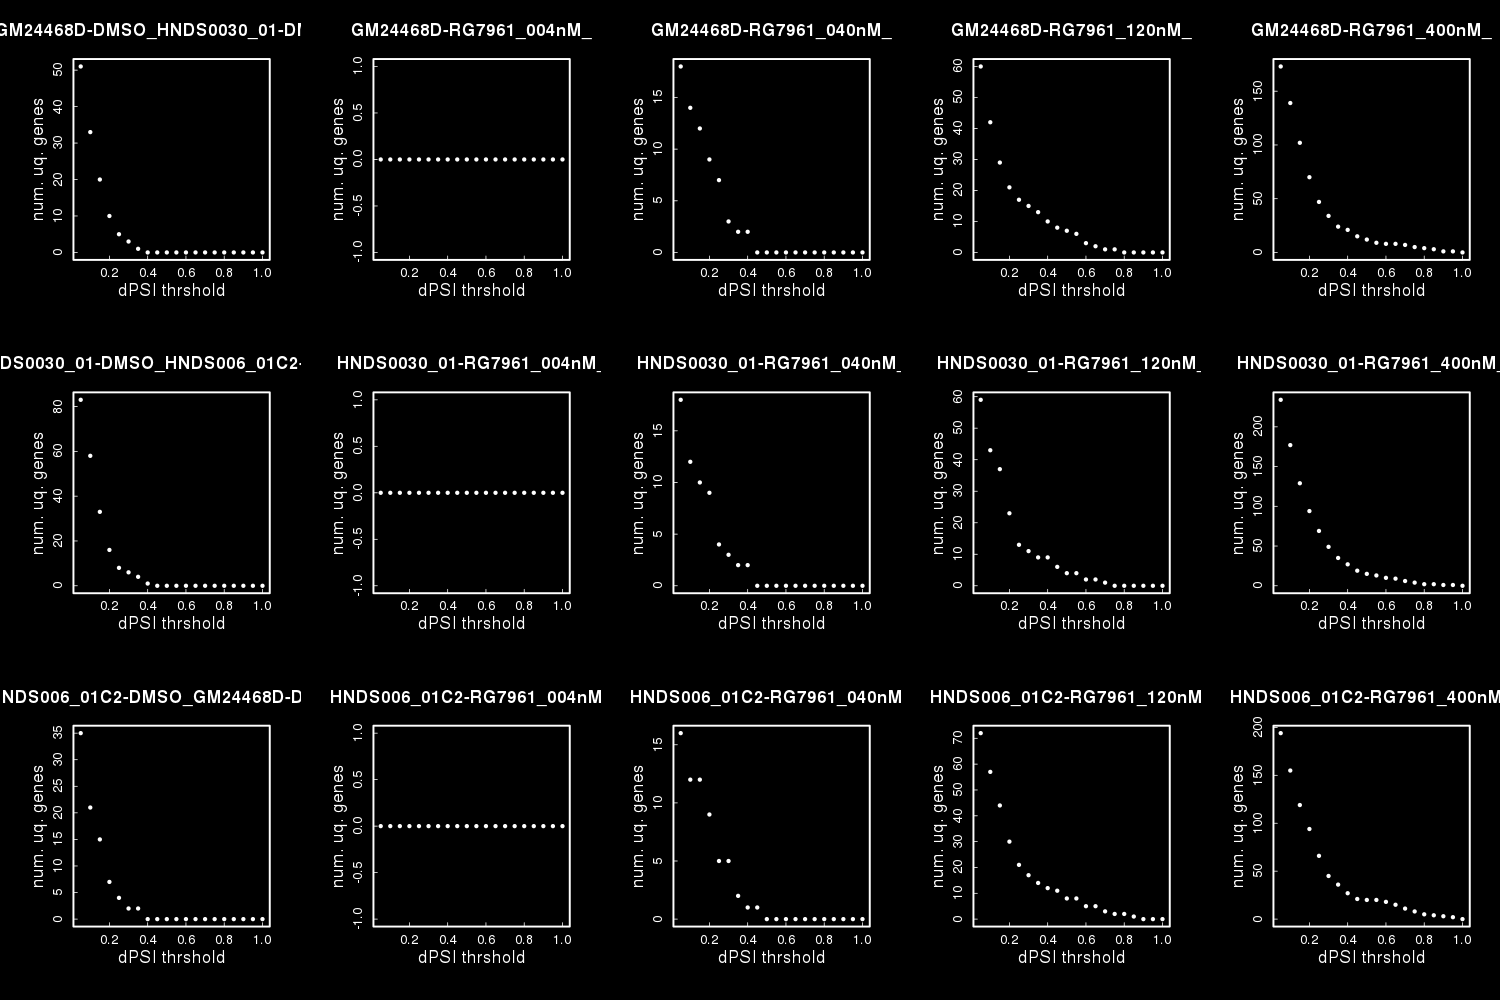 GM24468D-DMSO_HNDS0030_01-DM
num. uq. genes
50
40
30
20
10
0
0.2 0.4 0.6 0.8 1.0
dPSI thrshold
GM24468D-RG7961_004nM_
num. uq. genes
1.0
0.5
0.0
-0.5
-1.0
0.2 0.4 0.6 0.8 1.0
dPSI thrshold
GM24468D-RG7961_040nM_
num. uq. genes
15
10
5
0
0.2 0.4 0.6 0.8 1.0
dPSI thrshold
GM24468D-RG7961_120nM_
num. uq. genes
60
50
40
30
20
10
0
0.2 0.4 0.6 0.8 1.0
dPSI thrshold
GM24468D-RG7961_400nM_
num. uq. genes
150
100
50
0
0.2 0.4 0.6 0.8 1.0
dPSI thrshold
DS0030_01-DMSO_HNDS006_01C2-
num. uq. genes
80
60
40
20
0
0.2 0.4 0.6 0.8 1.0
dPSI thrshold
HNDS0030_01-RG7961_004nM_
num. uq. genes
1.0
0.5
0.0
-0.5
-1.0
0.2 0.4 0.6 0.8 1.0
dPSI thrshold
HNDS0030_01-RG7961_040nM_
num. uq. genes
15
10
5
0
0.2 0.4 0.6 0.8 1.0
dPSI thrshold
HNDS0030_01-RG7961_120nM_
num. uq. genes
60
50
40
30
20
10
0
0.2 0.4 0.6 0.8 1.0
dPSI thrshold
HNDS0030_01-RG7961_400nM_
num. uq. genes
200
150
100
50
0
0.2 0.4 0.6 0.8 1.0
dPSI thrshold
NDS006_01C2-DMSO_GM24468D-D
num. uq. genes
35
30
25
20
15
10
5
0
0.2 0.4 0.6 0.8 1.0
dPSI thrshold
HNDS006_01C2-RG7961_004nM
num. uq. genes
1.0
0.5
0.0
-0.5
-1.0
0.2 0.4 0.6 0.8 1.0
dPSI thrshold
HNDS006_01C2-RG7961_040nM
num. uq. genes
15
10
5
0
0.2 0.4 0.6 0.8 1.0
dPSI thrshold
HNDS006_01C2-RG7961_120nM
num. uq. genes
70
60
50
40
30
20
10
0
0.2 0.4 0.6 0.8 1.0
dPSI thrshold
HNDS006_01C2-RG7961_400nM
num. uq. genes
200
150
100
50
0
0.2 0.4 0.6 0.8 1.0
dPSI thrshold